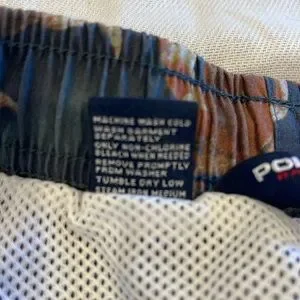 MACHINE WASH COLD
WASH GARMENT
SEPARATELY
ONLY NON-CHLORINE
BLEACH WHEN NEEDED
REMOVE PROMPTLY
FROM WASHER
TUMBLE DRY LOW
STEAM IRON MEDIUM